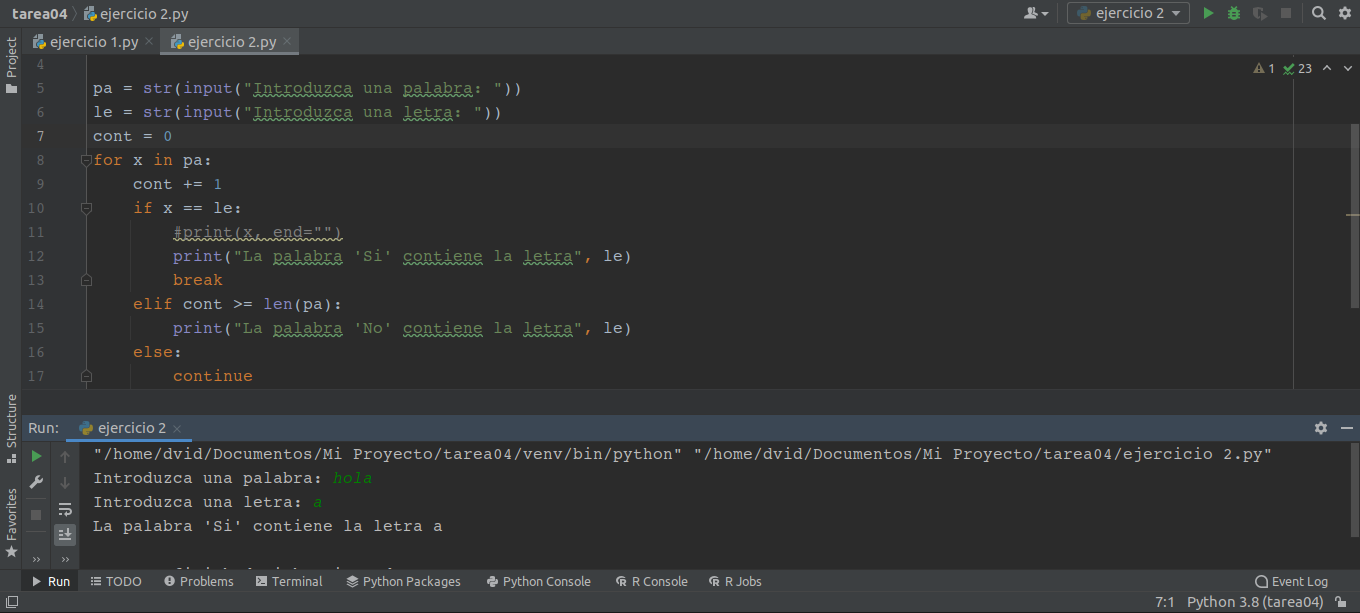 tarea04 ejercicio 2.py ejercicio 2
Project
ejercicio 1.py ejercicio 2.py
1 23
4
5 pa = str(input("Introduzca una palabra: "))
6 le = str(input("Introduzca una letra: "))
7 cont = 0
8 for x in pa:
9 cont += 1
10 if x == le:
11 #print(x, end="")
12 print("La palabra 'Si' contiene la letra", le)
13 break
14 elif cont >= len(pa):
15 print("La palabra 'No' contiene la letra", le)
16 else:
17 continue
Structure
Favorites
Run: ejercicio 2
"/home/dvid/Documentos/Mi Proyecto/tarea04/venv/bin/python" "/home/dvid/Documentos/Mi Proyecto/tarea04/ejercicio 2.py"
Introduzca una palabra: hola
Introduzca una letra: a
La palabra 'Si' contiene la letra a
Run TODO Problems Terminal Python Packages Python Console R Console R Jobs Event Log
7:1 Python 3.8 (tarea04)